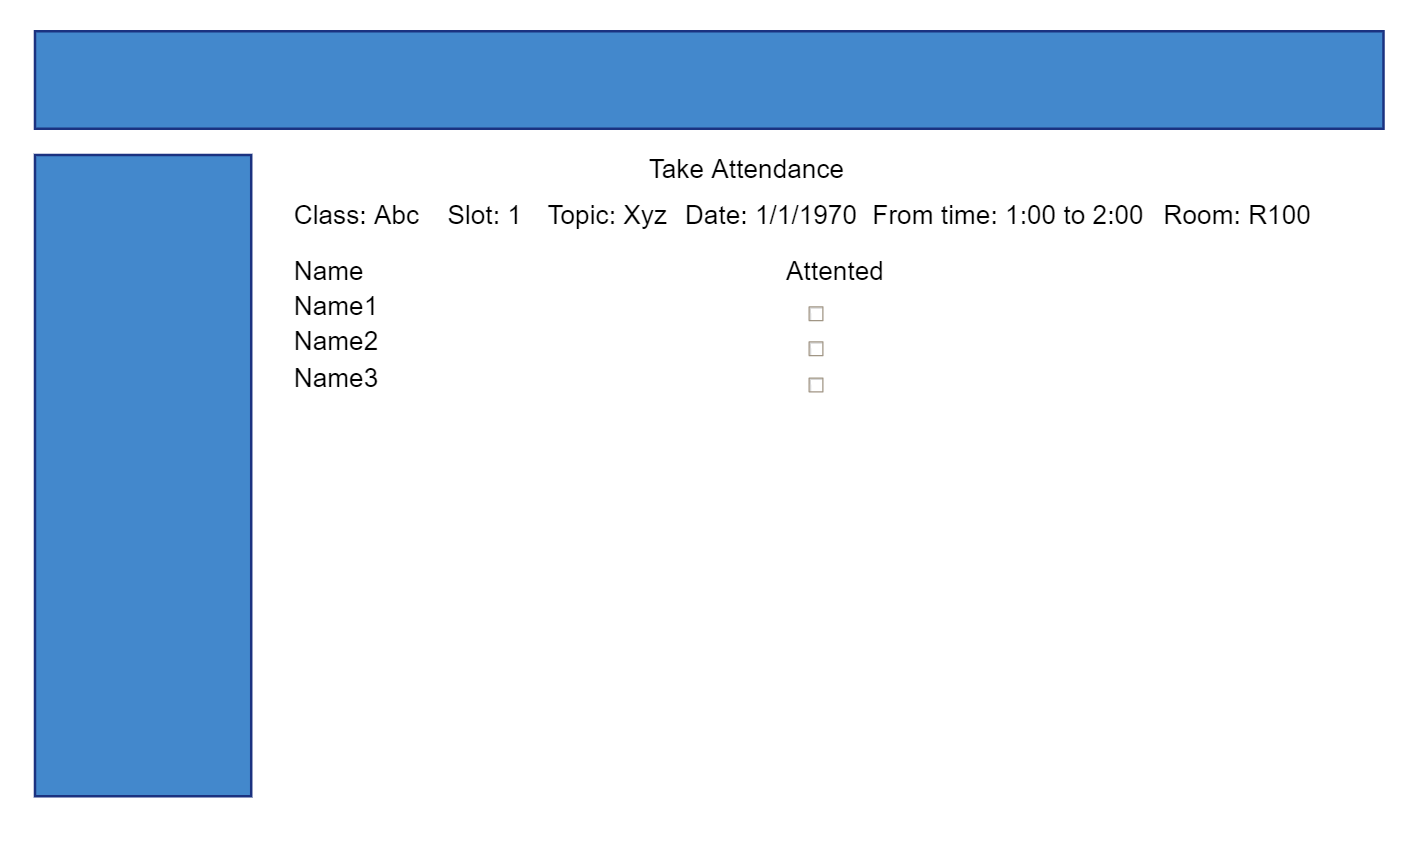 Take Attendance
Class: Abc Slot: 1 Topic: Xyz Date: 1/1/1970 From time: 1:00 to 2:00 Room: R100
Name Attented
Name1
Name2
Name3